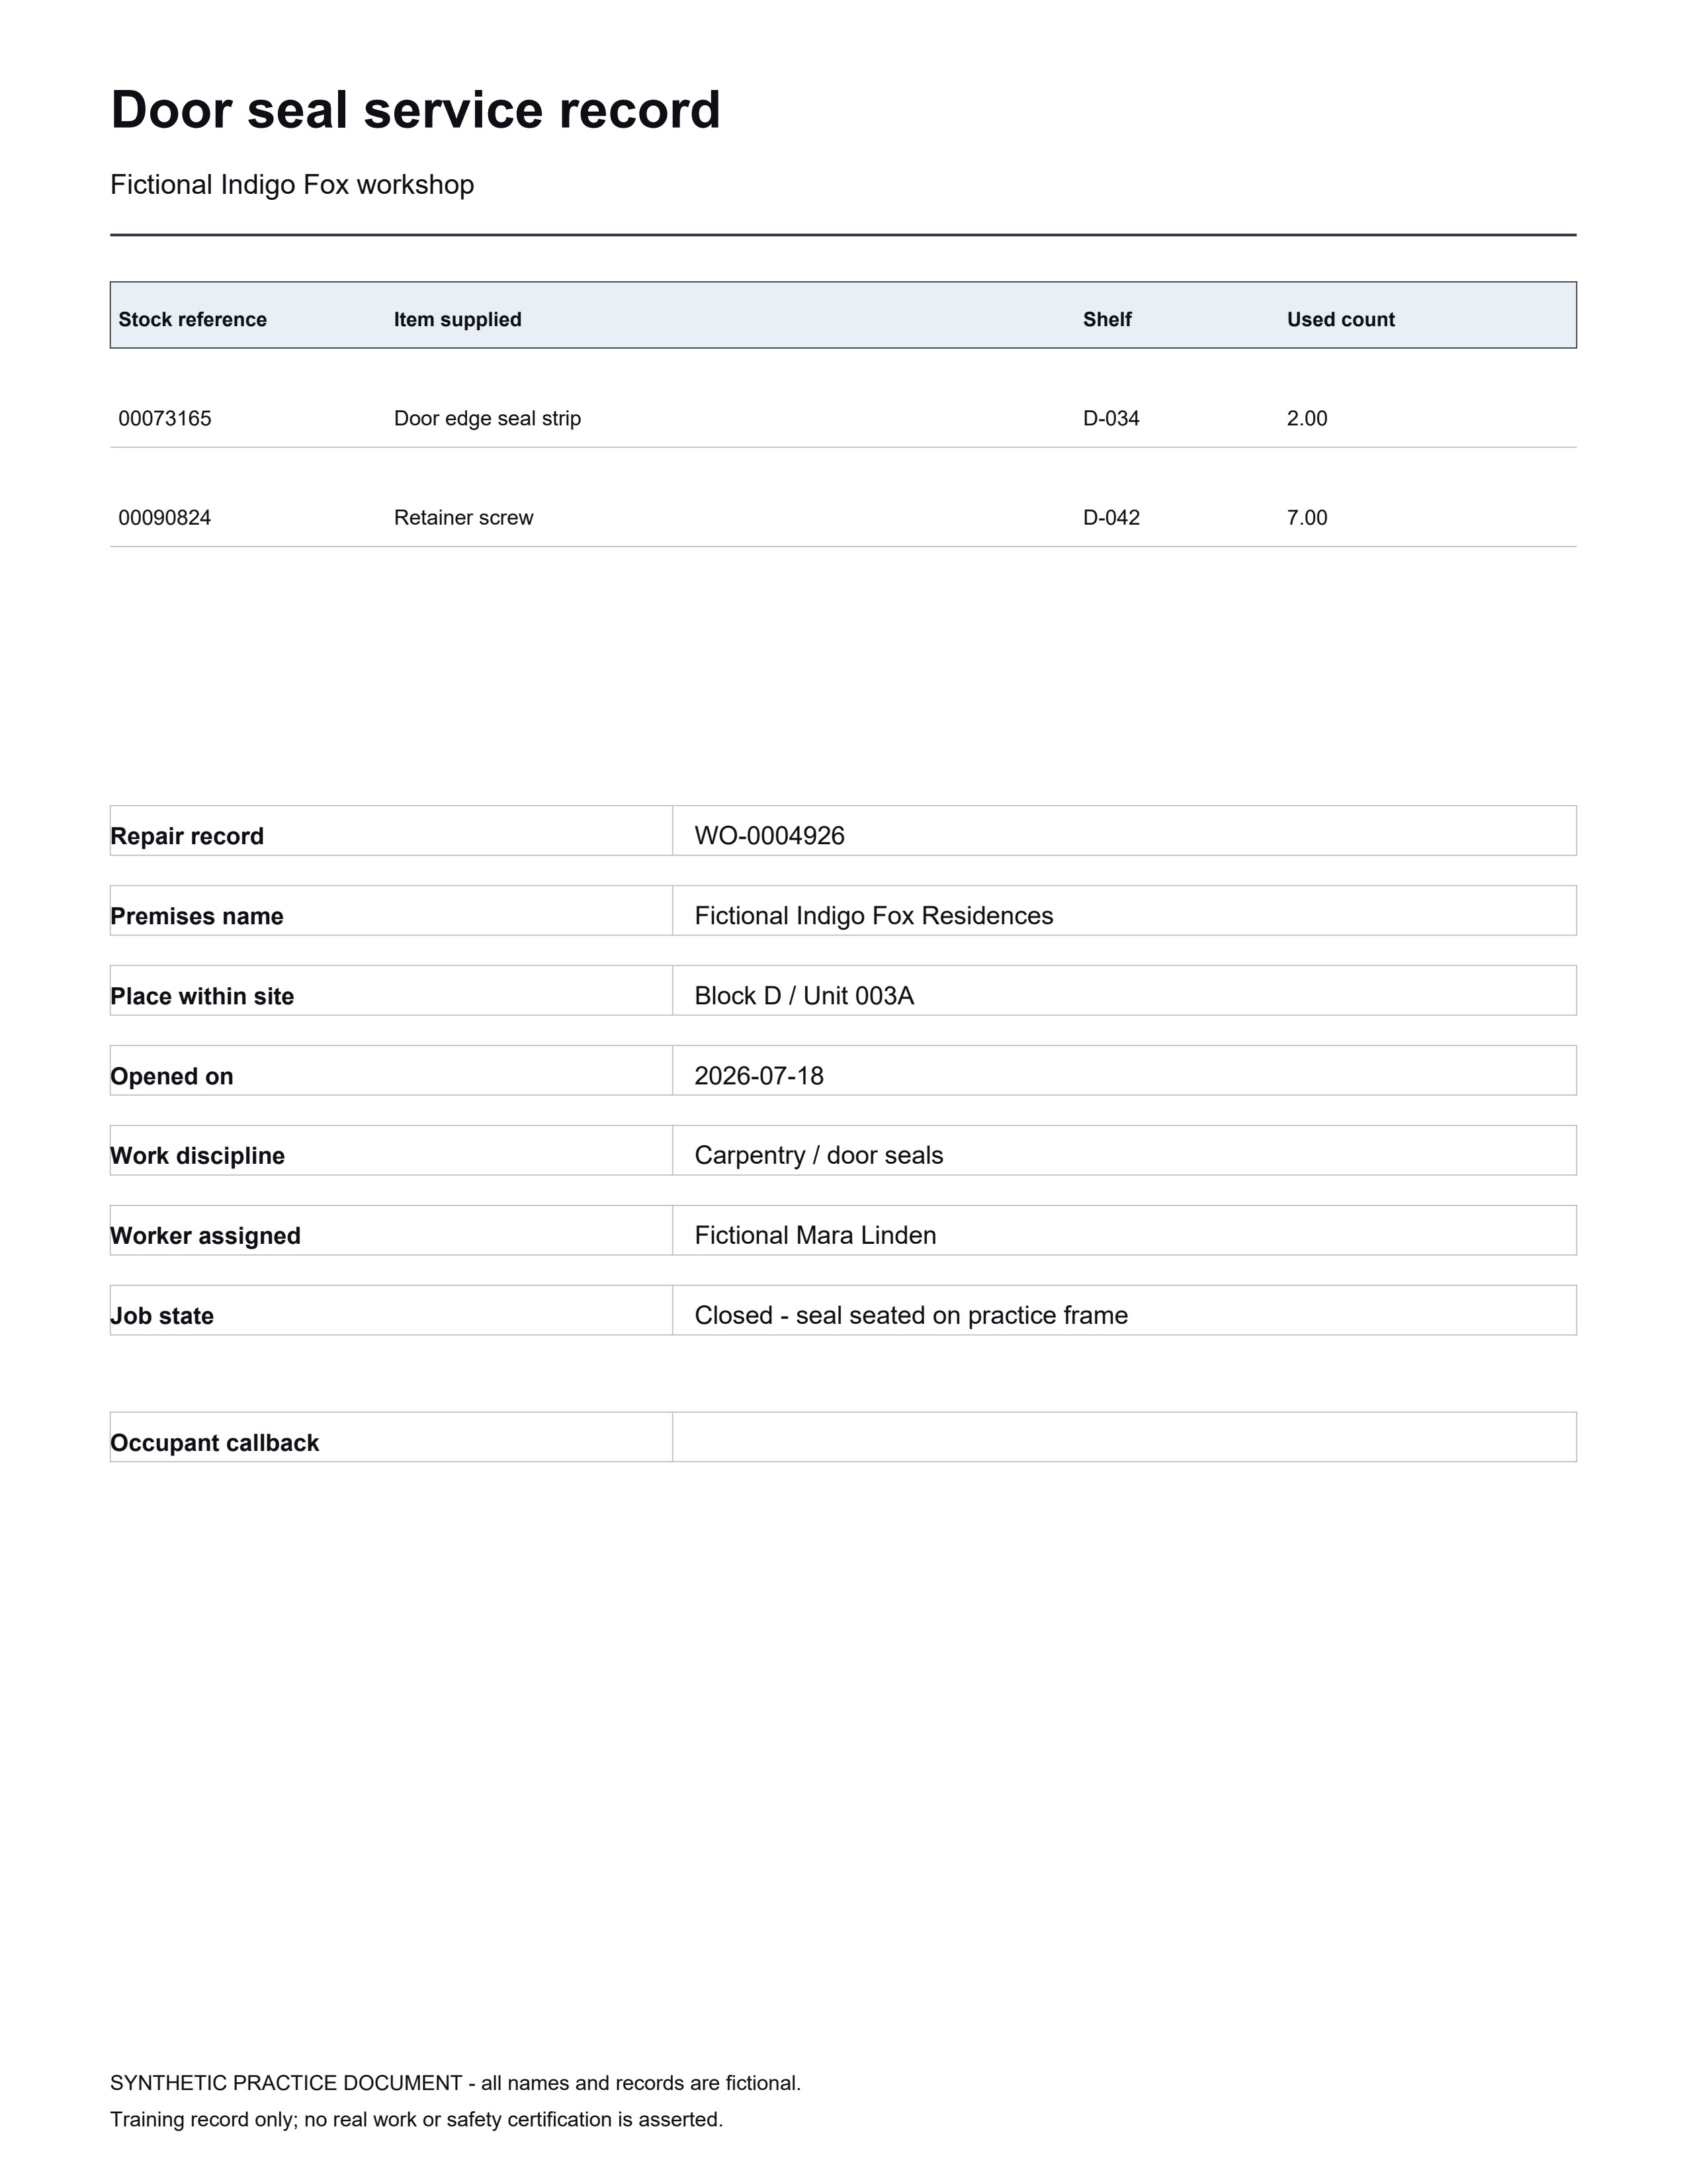 Door seal service record
Fictional Indigo Fox workshop
Stock reference Item supplied Shelf Used count
00073165 Door edge seal strip D-034 2.00
00090824 Retainer screw D-042 7.00
Repair record WO-0004926
Premises name Fictional Indigo Fox Residences
Place within site Block D / Unit 003A
Opened on 2026-07-18
Work discipline Carpentry / door seals
Worker assigned Fictional Mara Linden
Job state Closed - seal seated on practice frame
Occupant callback
SYNTHETIC PRACTICE DOCUMENT - all names and records are fictional.
Training record only; no real work or safety certification is asserted.